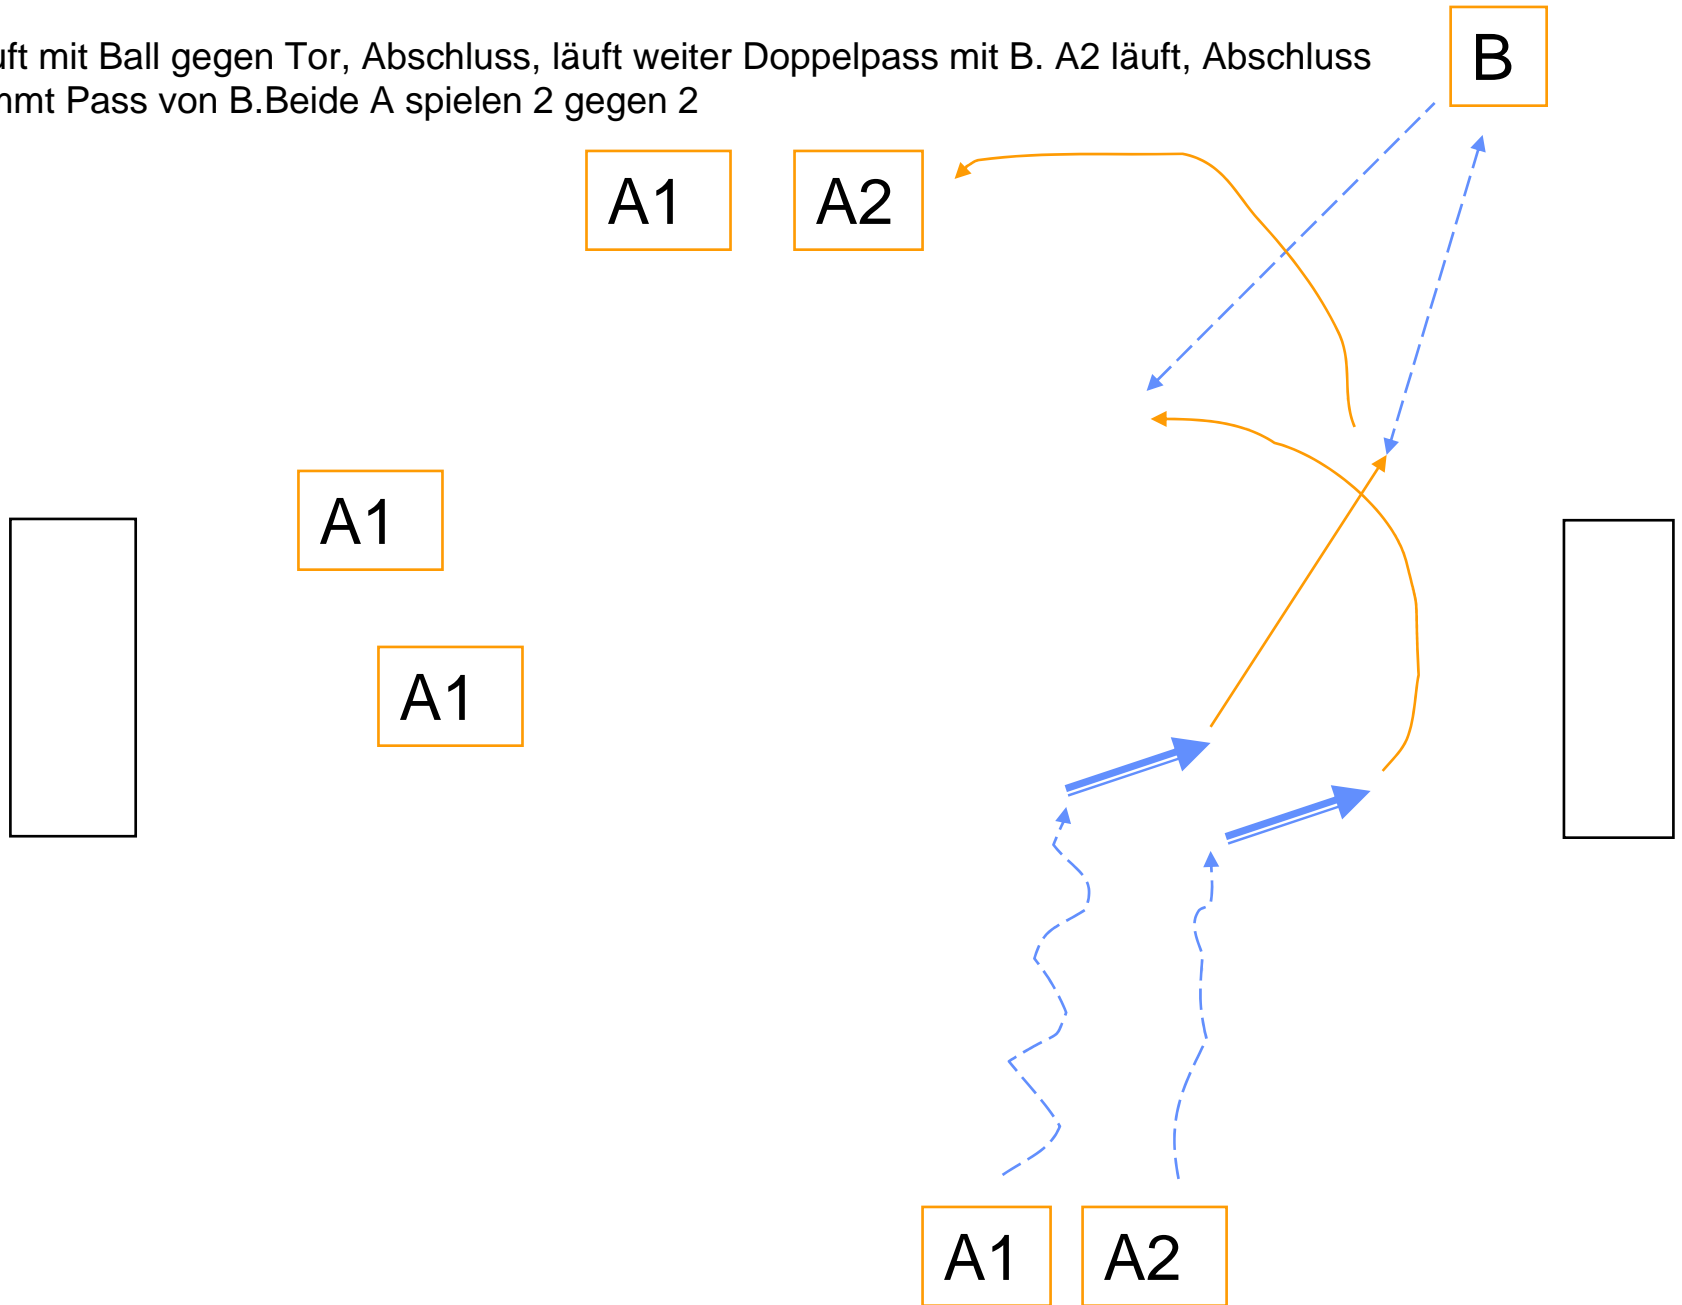 uft mit Ball gegen Tor, Abschluss, läuft weiter Doppelpass mit B. A2 läuft, Abschluss
mmt Pass von B.Beide A spielen 2 gegen 2
B
A1
A2
A1
A1
A1
A2